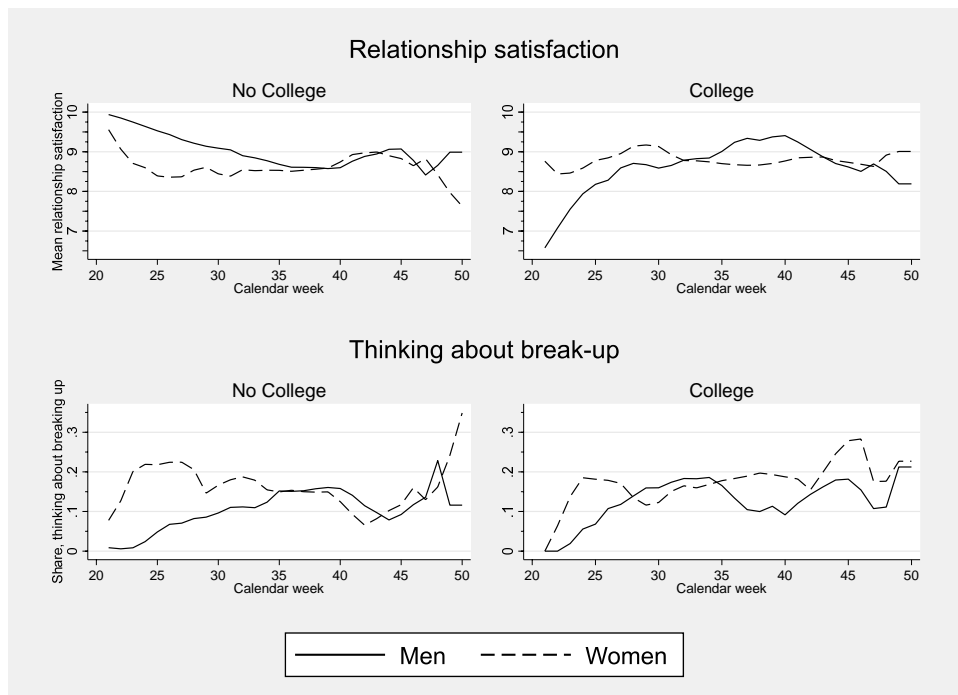 Relationship satisfaction
No College
College
Mean relationship satisfaction
10
9
8
7
20 25 30 35 40 45 50
Calendar week
20 25 30 35 40 45 50
Calendar week
10
9
8
7
Thinking about break-up
No College
College
Share, thinking about breaking up
.3
.2
.1
0
20 25 30 35 40 45 50
Calendar week
.3
.2
.1
0
20 25 30 35 40 45 50
Calendar week
Men Women